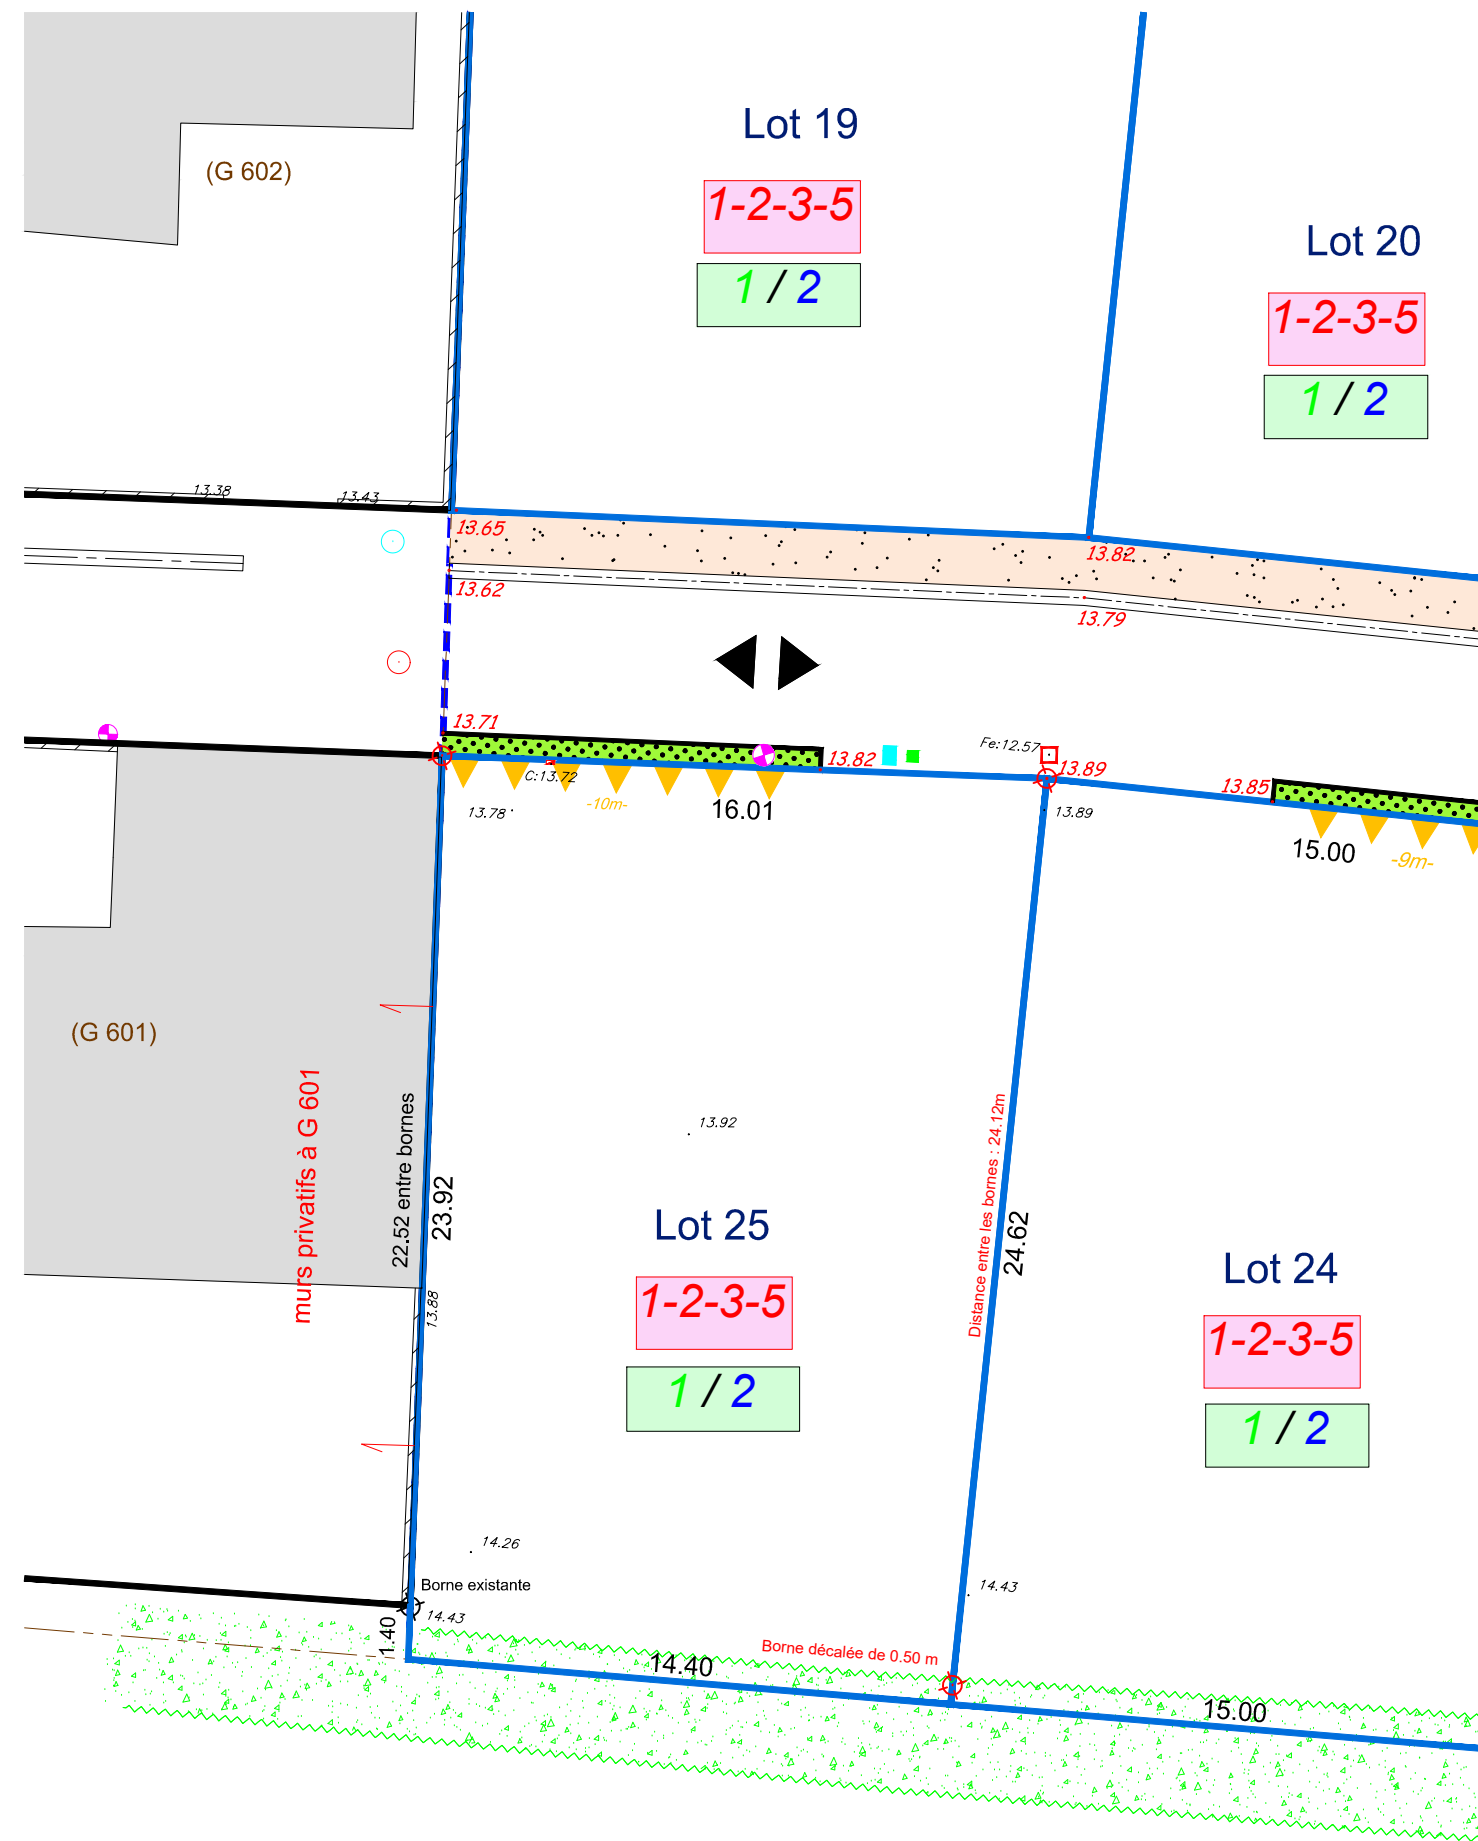 Lot 19
(G 602)
1-2-3-5
Lot 20
1 / 2
1-2-3-5
1 / 2
13.38
13.43
13.65
13.82
13.62
13.79
13.71
Fe:12.57
13.82
13.89
C:13.72
13.85
-10m-
16.01
13.78
13.89
15.00
-9m-
(G 601)
murs privatifs à G 601
22.52 entre bornes
23.92
13.92
Distance entre les bornes : 24.12m
24.62
Lot 25
Lot 24
1-2-3-5
13.88
1-2-3-5
1 / 2
1 / 2
14.26
Borne existante
14.43
14.43
1.40
Borne décalée de 0.50 m
14.40
15.00